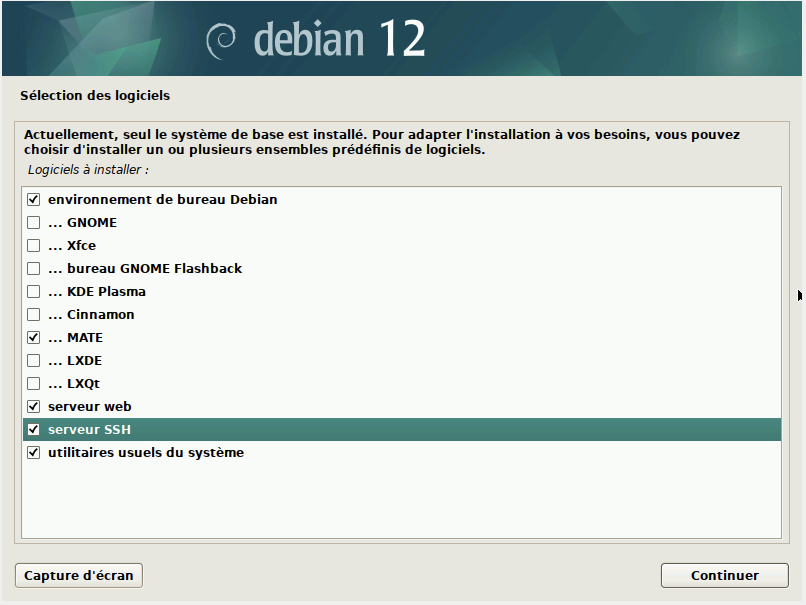 debian 12
Sélection des logiciels
Actuellement, seul le système de base est installé. Pour adapter l'installation à vos besoins, vous pouvez
choisir d'installer un ou plusieurs ensembles prédéfinis de logiciels.
Logiciels à installer :
environnement de bureau Debian
... GNOME
... Xfce
... bureau GNOME Flashback
... KDE Plasma
... Cinnamon
... MATE
... LXDE
... LXQt
serveur web
serveur SSH
utilitaires usuels du système
Capture d'écran
Continuer